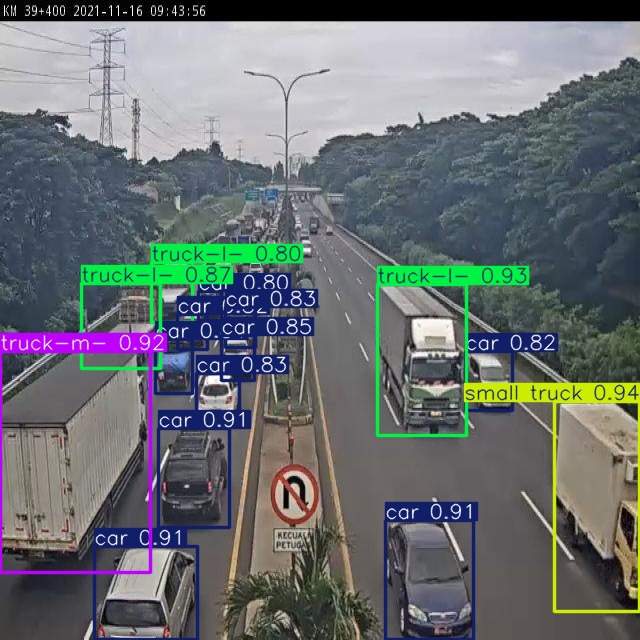 KM 39+400 2021-11-16 09:43:56
truck-l- 0.80
truck-l- 0.87
car 0.80
car 0.83
car 0.85
truck-l- 0.93
truck-m- 0.92
car 0.82
car 0.83
small truck 0.94
car 0.91
car 0.91
car 0.91
KECUALI
PETUGAS